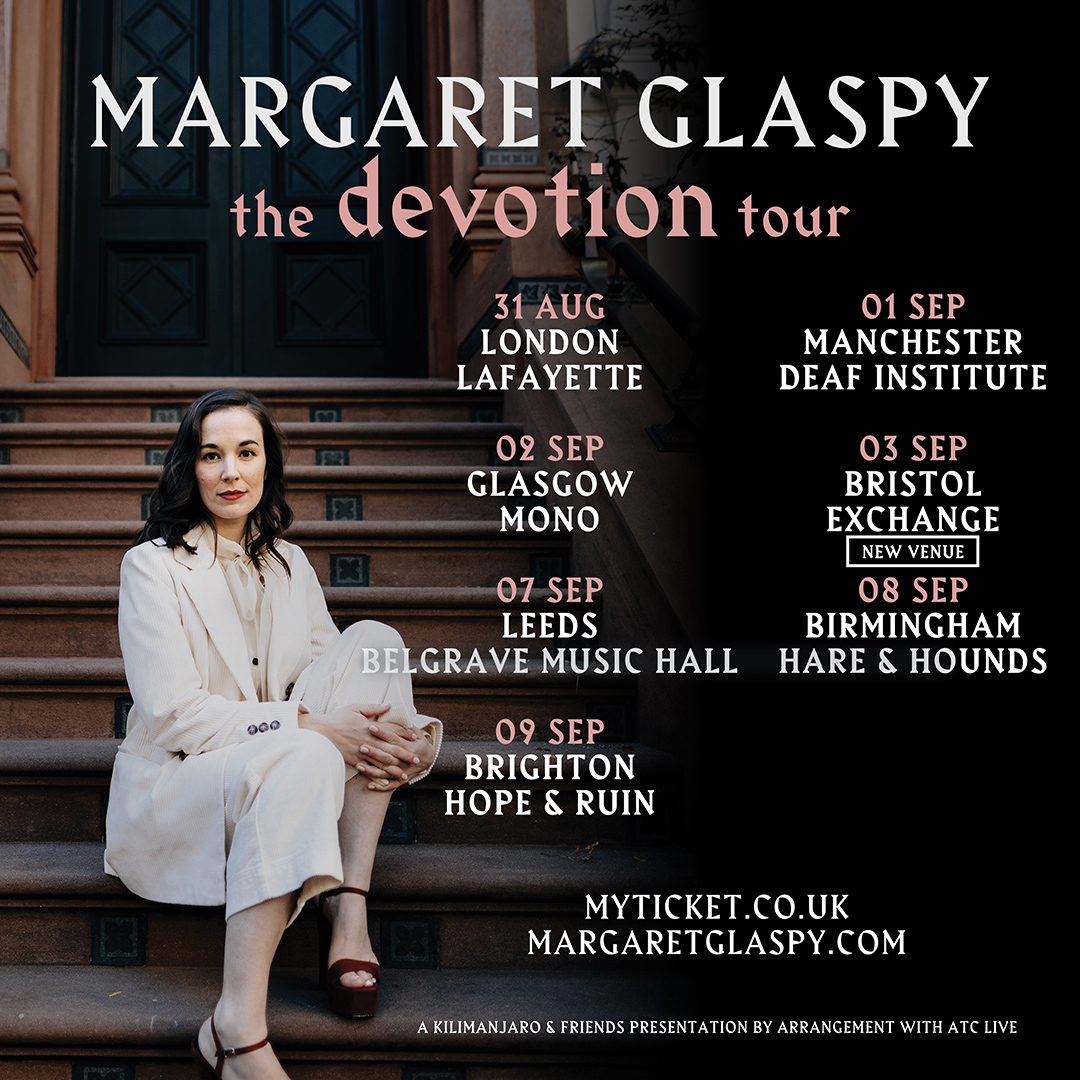 MARGARET GLASPY
the devotion tour
31 AUG
LONDON
LAFAYETTE
01 SEP
MANCHESTER
DEAF INSTITUTE
02 SEP
GLASGOW
MONO
03 SEP
BRISTOL
EXCHANGE
NEW VENUE
07 SEP
LEEDS
BELGRAVE MUSIC HALL
08 SEP
BIRMINGHAM
HARE & HOUNDS
09 SEP
BRIGHTON
HOPE & RUIN
MYTICKET.CO.UK
MARGARETGLASPY.COM
A KILIMANJARO & FRIENDS PRESENTATION BY ARRANGEMENT WITH ATC LIVE